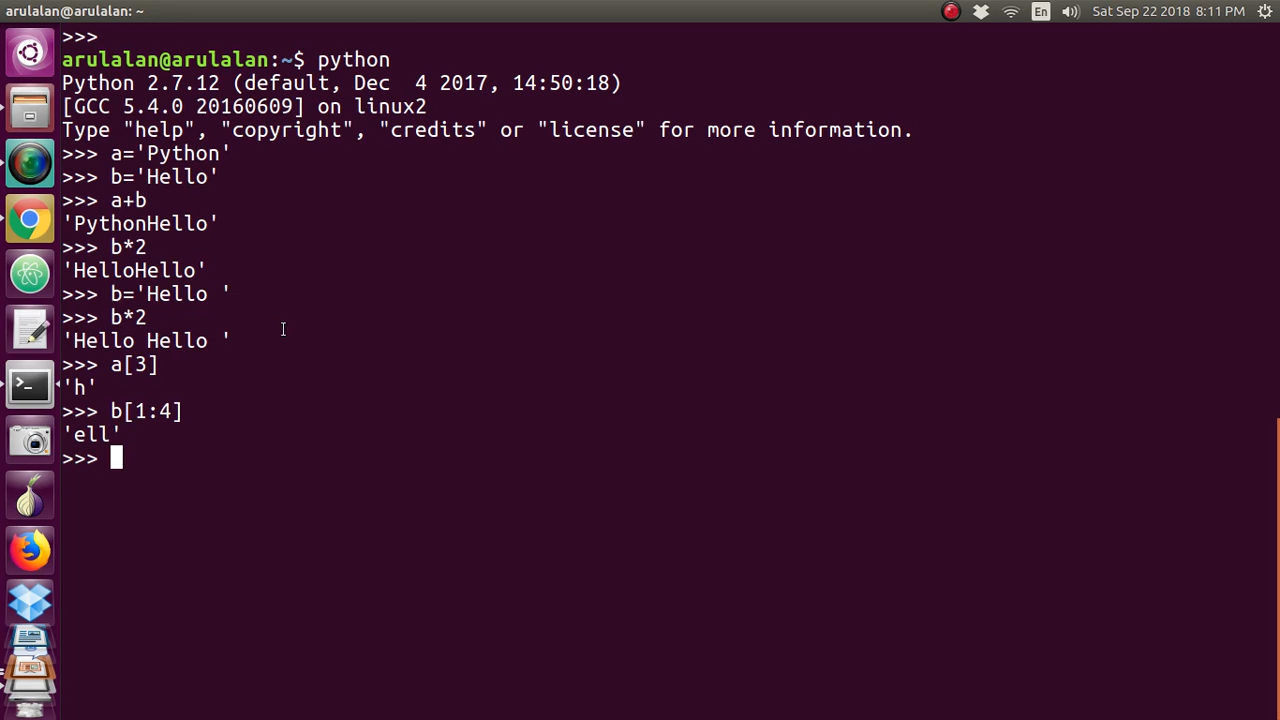 arulalan@arulalan: ~
En
Sat Sep 22 2018 8:11 PM
>>>
arulalan@arulalan:~$ python
Python 2.7.12 (default, Dec  4 2017, 14:50:18)
[GCC 5.4.0 20160609] on linux2
Type "help", "copyright", "credits" or "license" for more information.
>>> a='Python'
>>> b='Hello'
>>> a+b
'PythonHello'
>>> b*2
'HelloHello'
>>> b='Hello '
>>> b*2
'Hello Hello '
>>> a[3]
'h'
>>> b[1:4]
'ell'
>>>